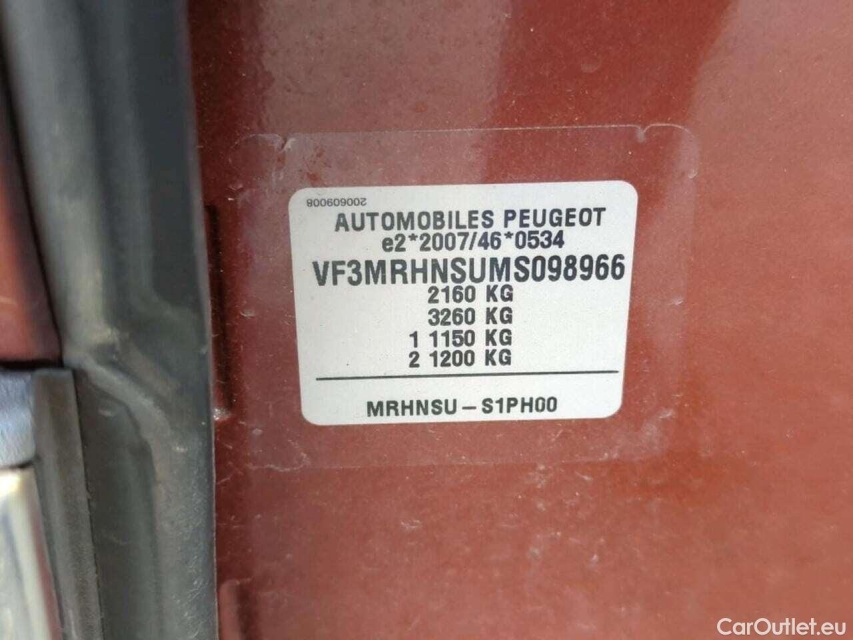 200609008
AUTOMOBILES PEUGEOT
e2*2007/46*0534
VF3MRHNSUMS098966
2160 KG
3260 KG
1 1150 KG
2 1200 KG
MRHNSU – S1PH00
CarOutlet.eu